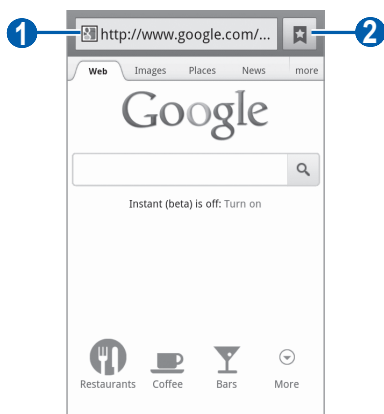 1 http://www.google.com/... 2
Web Images Places News more
Google
Instant (beta) is off: Turn on
Restaurants Coffee Bars More